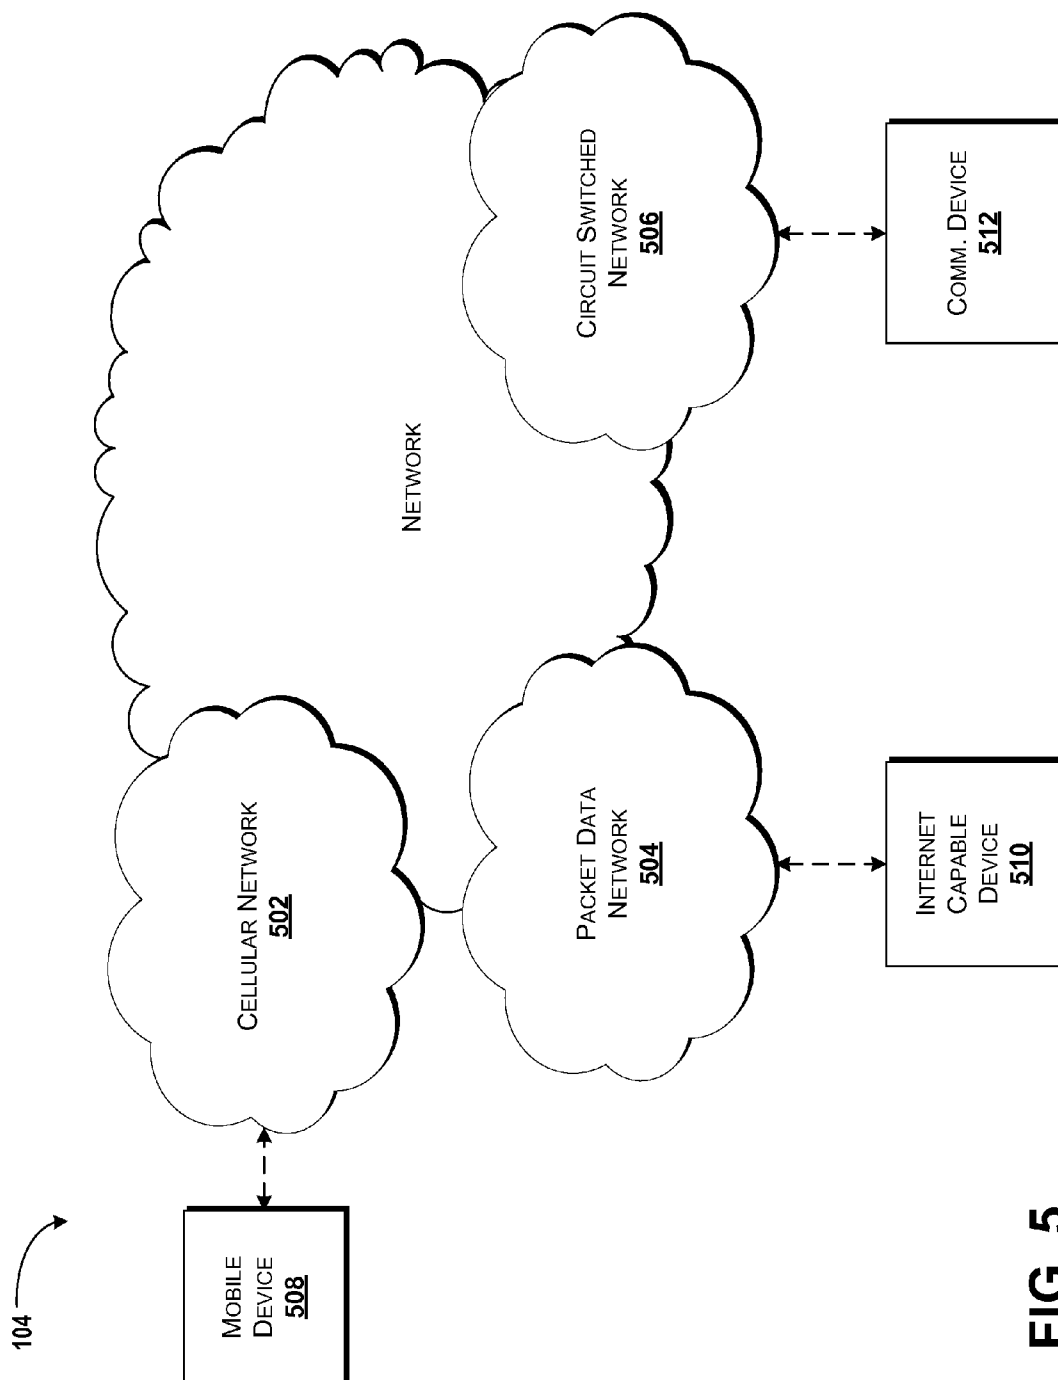 104
MOBILE
DEVICE
508
CELLULAR NETWORK
502
NETWORK
PACKET DATA
NETWORK
504
CIRCUIT SWITCHED
NETWORK
506
INTERNET
CAPABLE
DEVICE
510
COMM. DEVICE
512
FIG. 5